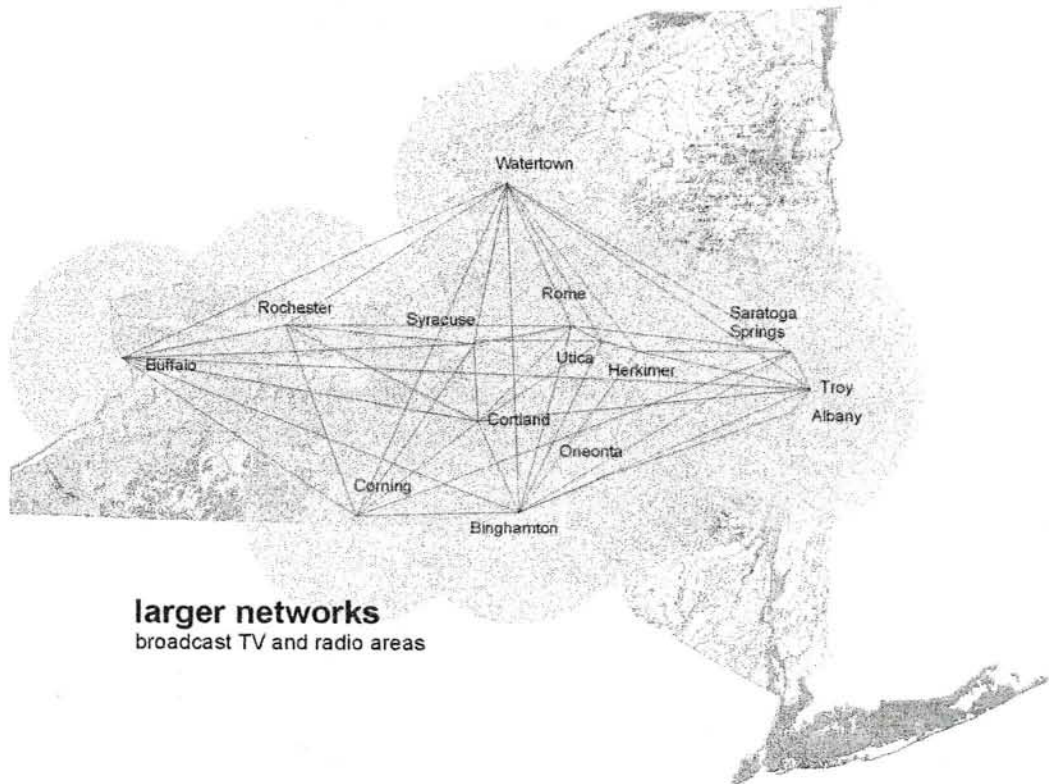 Watertown
Rome
Rochester
Saratoga
Springs
Syracuse
Utica
Buffalo
Herkimer
Troy
Albany
Cortland
Oneonta
Corning
Binghamton
larger networks
broadcast TV and radio areas